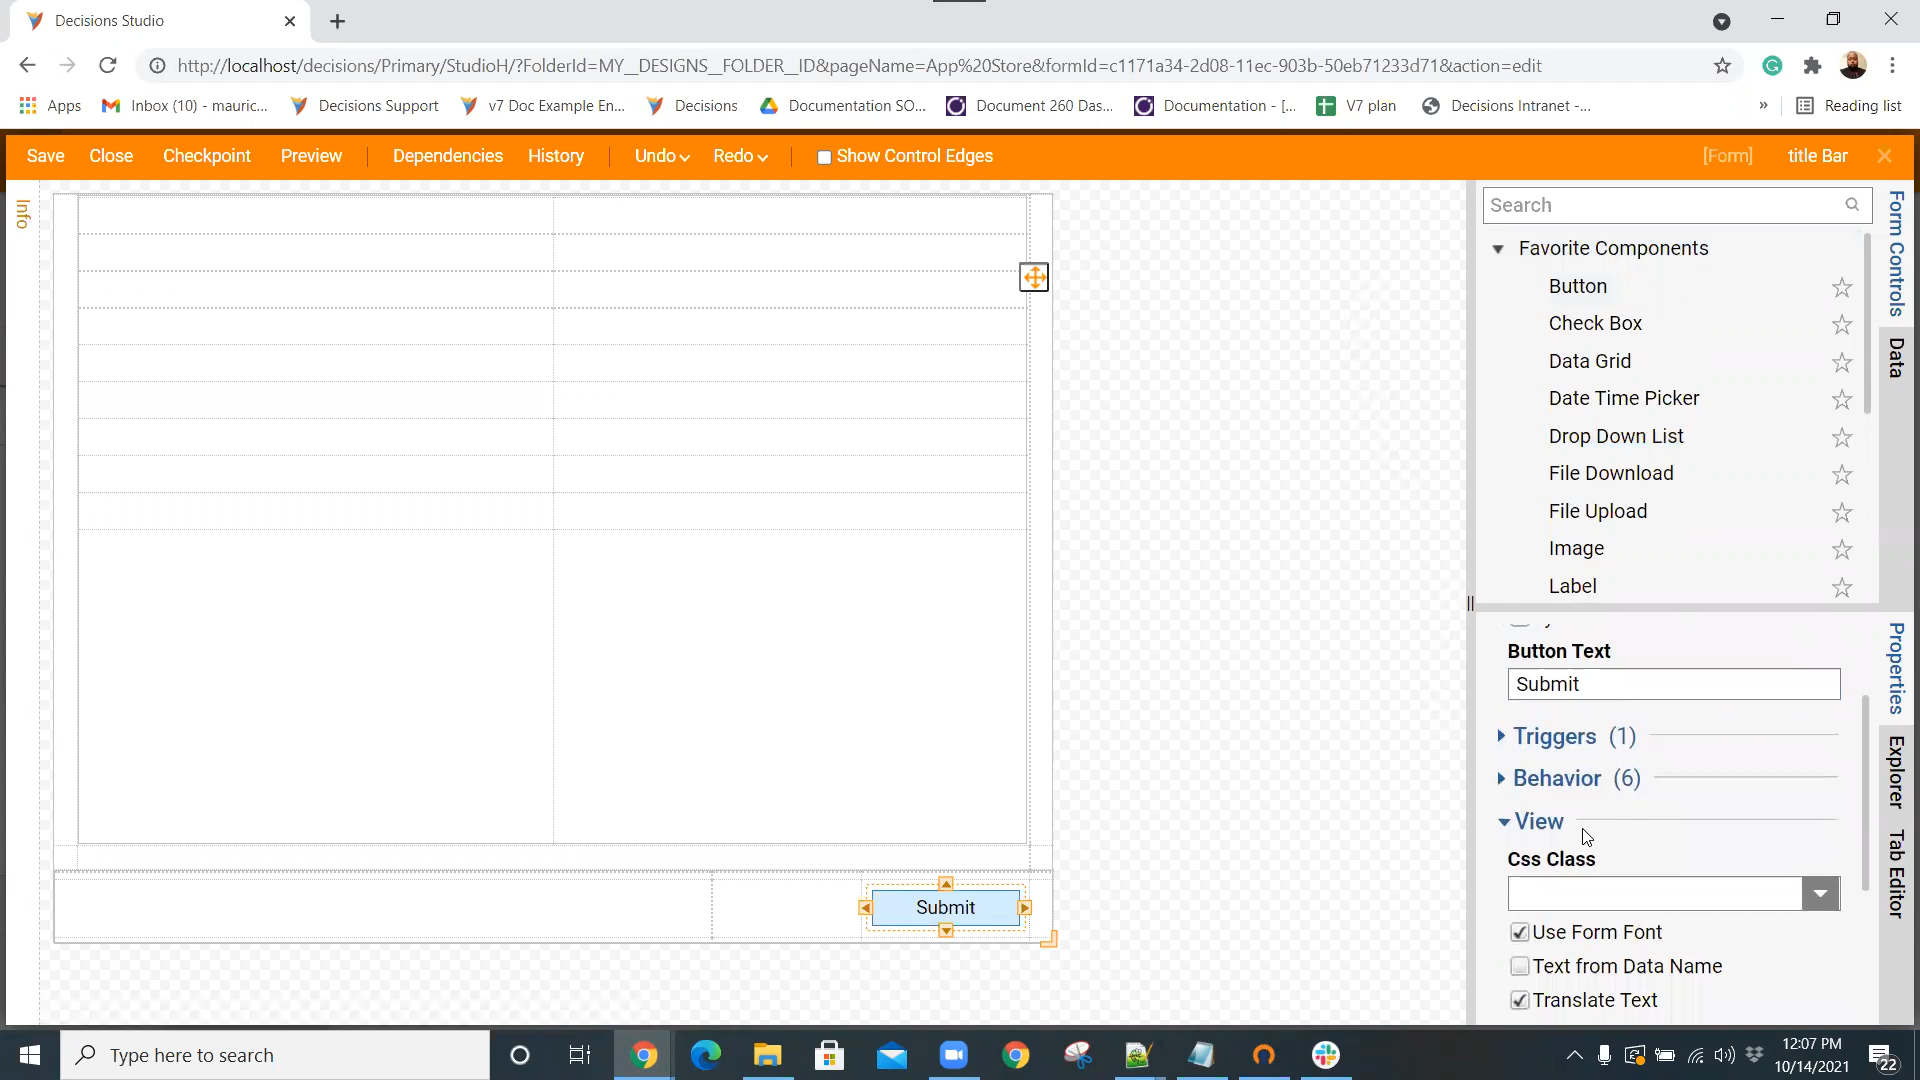 Decisions Studio
http://localhost/decisions/Primary/StudioH/?FolderId=MY__DESIGNS__FOLDER__ID&pageName=App%20Store&formId=c1171a34-2d08-11ec-903b-50eb71233d71&action=edit
Apps
Inbox (10) - mauric...
Decisions Support
v7 Doc Example En...
Decisions
Documentation SO...
Document 260 Das...
Documentation - [...
V7 plan
Decisions Intranet -...
»
Reading list
Save
Close
Checkpoint
Preview
Dependencies
History
Undo
Redo
Show Control Edges
[Form]
title Bar
Info
Search
Form Controls
Data
Favorite Components
Button
Check Box
Data Grid
Date Time Picker
Drop Down List
File Download
File Upload
Image
Label
Properties
Explorer
Tab Editor
Button Text
Submit
Triggers (1)
Behavior (6)
View
Css Class
Use Form Font
Text from Data Name
Translate Text
Submit
Type here to search
12:07 PM
10/14/2021
22